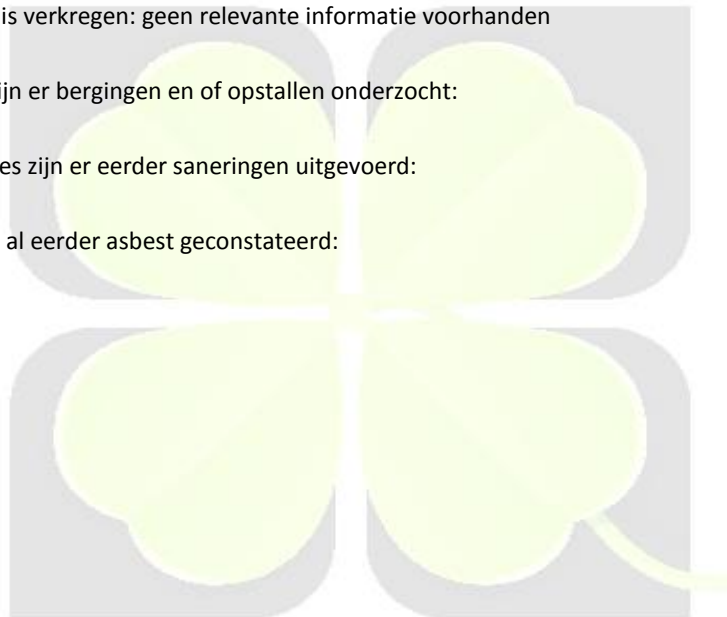 is verkregen: geen relevante informatie voorhanden
ijn er bergingen en of opstallen onderzocht:
es zijn er eerder saneringen uitgevoerd:
al eerder asbest geconstateerd: